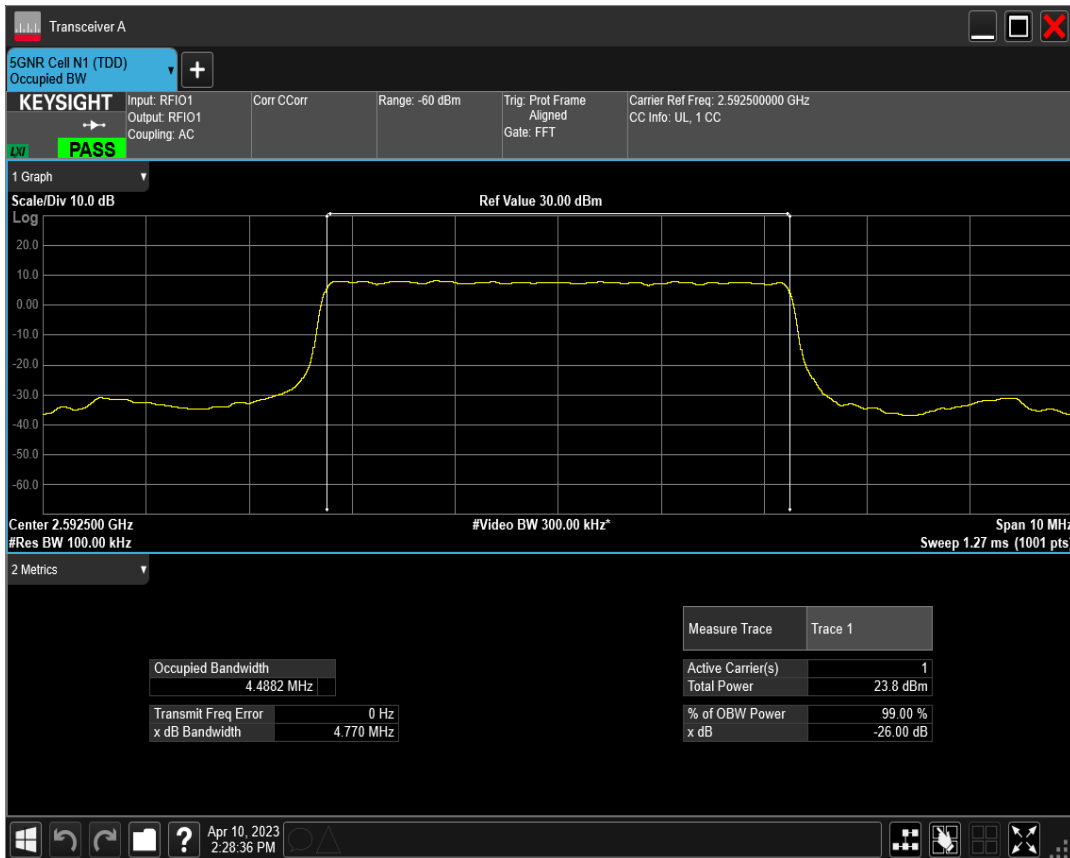 Transceiver A
5GNR Cell N1 (TDD)
Occupied BW
+
KEYSIGHT
LXI
PASS
Input: RFIO1
Output: RFIO1
Coupling: AC
Corr CCorr
Range: -60 dBm
Trig: Prot Frame
Aligned
Gate: FFT
Carrier Ref Freq: 2.592500000 GHz
CC Info: UL, 1 CC
1 Graph
Scale/Div 10.0 dB
Ref Value 30.00 dBm
Log
20.0
10.0
0.00
-10.0
-20.0
-30.0
-40.0
-50.0
-60.0
Center 2.592500 GHz
#Video BW 300.00 kHz*
Span 10 MHz
#Res BW 100.00 kHz
Sweep 1.27 ms (1001 pts)
2 Metrics
Measure Trace Trace 1
Occupied Bandwidth
4.4882 MHz
Active Carrier(s) 1
Total Power 23.8 dBm
Transmit Freq Error 0 Hz
x dB Bandwidth 4.770 MHz
% of OBW Power 99.00 %
x dB -26.00 dB
?
Apr 10, 2023
2:28:36 PM